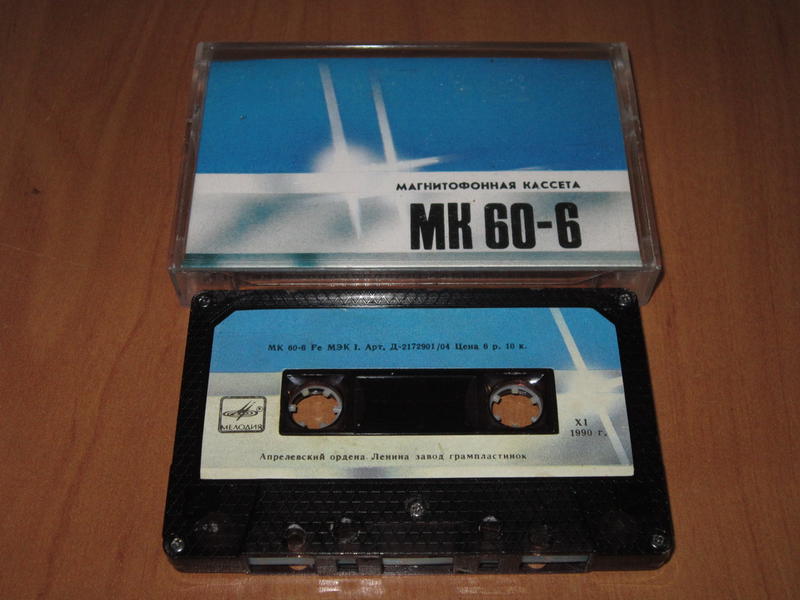 МАГНИТОФОННАЯ КАССЕТА
МК 60-6
МК 60-6 Fe МЭК I. Арт. Д-2172901/04 Цена 6 р. 10 к.
МЕЛОДИЯ
XI
1990 г.
Апрелевский ордена Ленина завод грампластинок